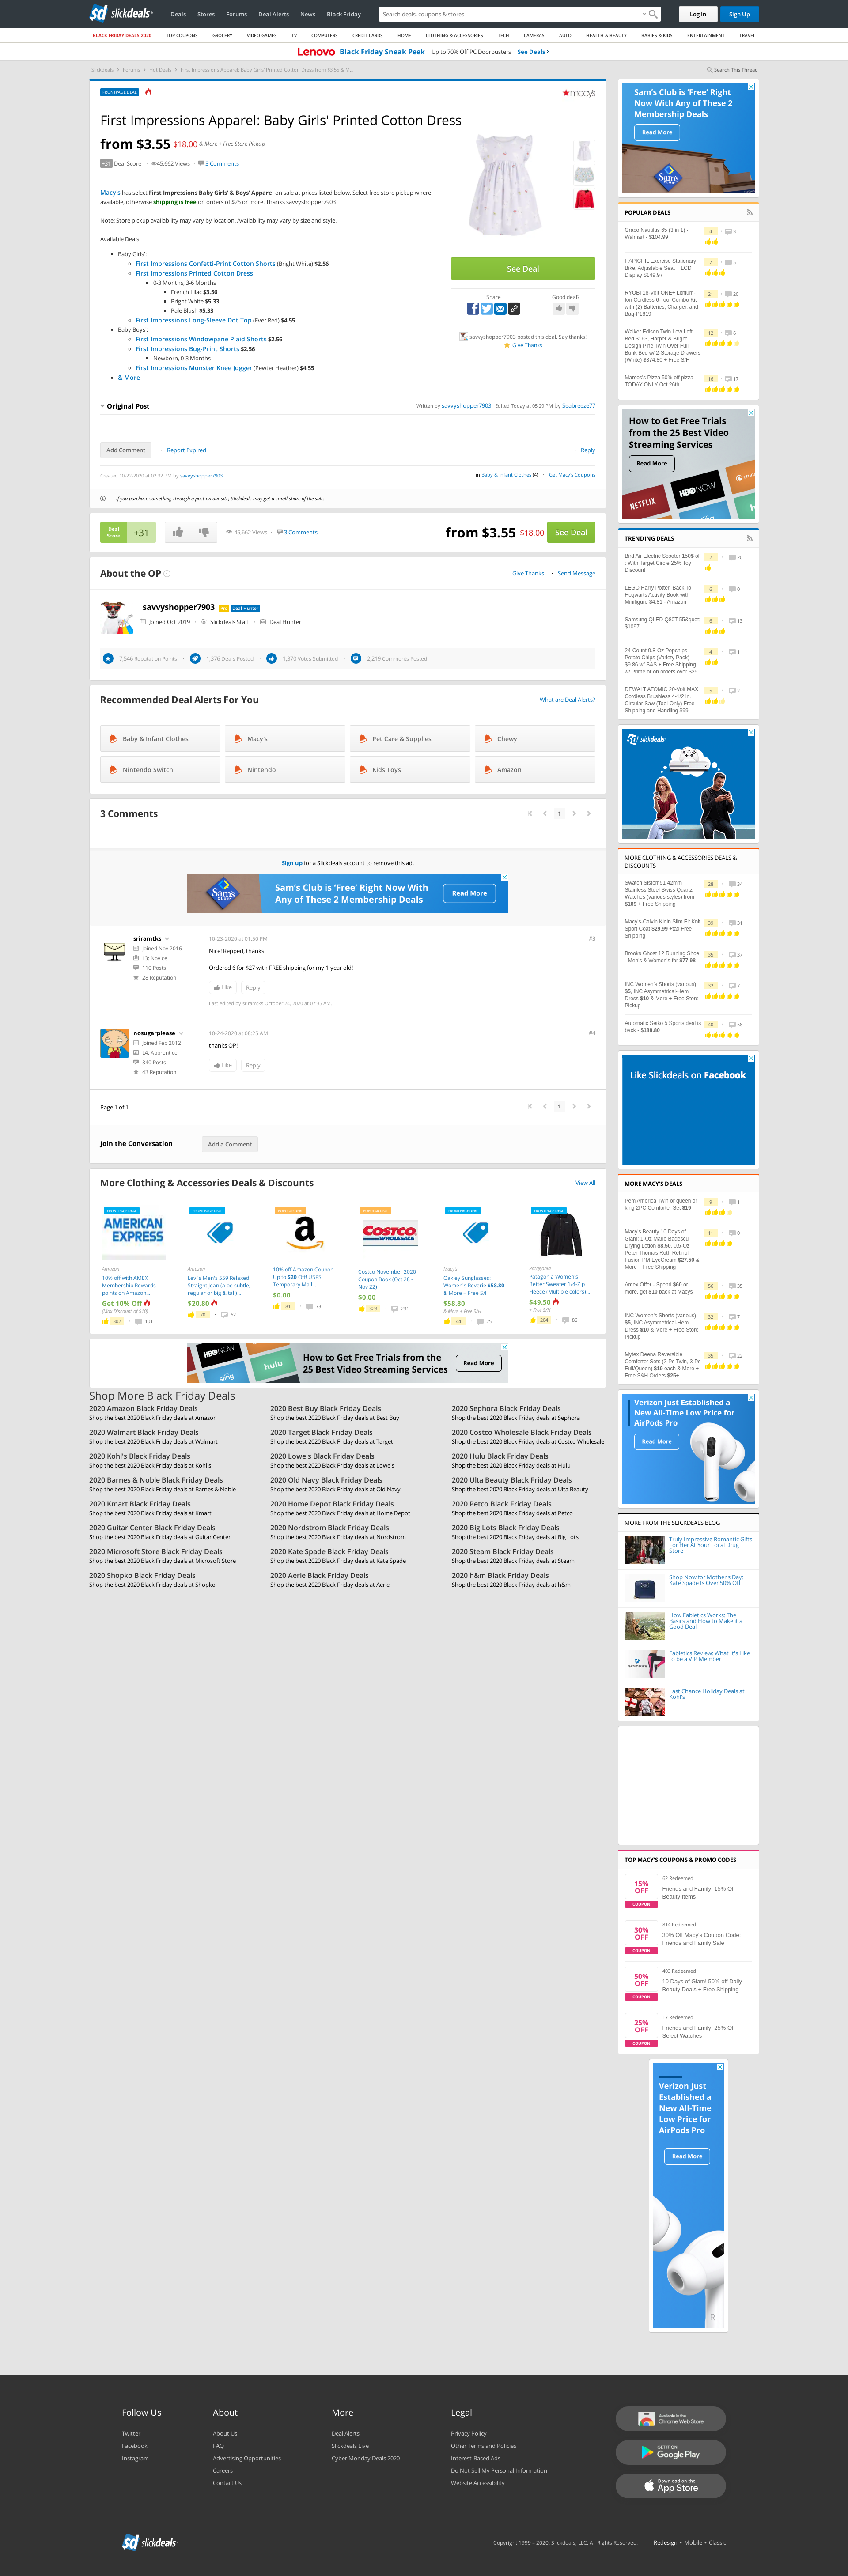 slickdeals
Deals Stores Forums Deal Alerts News Black Friday
Search deals, coupons & stores
Log In Sign Up
BLACK FRIDAY DEALS 2020 TOP COUPONS GROCERY VIDEO GAMES TV COMPUTERS CREDIT CARDS HOME CLOTHING & ACCESSORIES TECH CAMERAS AUTO HEALTH & BEAUTY BABIES & KIDS ENTERTAINMENT TRAVEL
Lenovo Black Friday Sneak Peek Up to 70% Off PC Doorbusters See Deals
Slickdeals > Forums > Hot Deals > First Impressions Apparel: Baby Girls' Printed Cotton Dress from $3.55 & M...
Search This Thread
FRONTPAGE DEAL
macys
First Impressions Apparel: Baby Girls' Printed Cotton Dress
from $3.55 $18.00 & More + Free Store Pickup
+31 Deal Score 45,662 Views 3 Comments
Macy's has select First Impressions Baby Girls' & Boys' Apparel on sale at prices listed below. Select free store pickup where
available, otherwise shipping is free on orders of $25 or more. Thanks savvyshopper7903
Note: Store pickup availability may vary by location. Availability may vary by size and style.
Available Deals:
Baby Girls':
First Impressions Confetti-Print Cotton Shorts (Bright White) $2.56
First Impressions Printed Cotton Dress:
0-3 Months, 3-6 Months
French Lilac $3.56
Bright White $5.33
Pale Blush $5.33
First Impressions Long-Sleeve Dot Top (Ever Red) $4.55
Baby Boys':
First Impressions Windowpane Plaid Shorts $2.56
First Impressions Bug-Print Shorts $2.56
Newborn, 0-3 Months
First Impressions Monster Knee Jogger (Pewter Heather) $4.55
& More
See Deal
Share Good deal?
savvyshopper7903 posted this deal. Say thanks!
Give Thanks
Original Post
Written by savvyshopper7903 Edited Today at 05:29 PM by Seabreeze77
Add Comment Report Expired Reply
Created 10-22-2020 at 02:32 PM by savvyshopper7903
in Baby & Infant Clothes (4) Get Macy's Coupons
If you purchase something through a post on our site, Slickdeals may get a small share of the sale.
Deal Score +31
45,662 Views 3 Comments
from $3.55 $18.00 See Deal
About the OP
Give Thanks Send Message
savvyshopper7903 Pro Deal Hunter
Joined Oct 2019 Slickdeals Staff Deal Hunter
7,546 Reputation Points 1,376 Deals Posted 1,370 Votes Submitted 2,219 Comments Posted
Recommended Deal Alerts For You
What are Deal Alerts?
Baby & Infant Clothes Macy's Pet Care & Supplies Chewy
Nintendo Switch Nintendo Kids Toys Amazon
3 Comments
1
Sign up for a Slickdeals account to remove this ad.
Sam's Club is 'Free' Right Now With
Any of These 2 Membership Deals
Read More
sriramtks
Joined Nov 2016
L3: Novice
110 Posts
28 Reputation
10-23-2020 at 01:50 PM
#3
Nice! Repped, thanks!
Ordered 6 for $27 with FREE shipping for my 1-year old!
Like Reply
Last edited by sriramtks October 24, 2020 at 07:35 AM.
nosugarplease
Joined Feb 2012
L4: Apprentice
340 Posts
43 Reputation
10-24-2020 at 08:25 AM
#4
thanks OP!
Like Reply
Page 1 of 1
1
Join the Conversation Add a Comment
More Clothing & Accessories Deals & Discounts
View All
FRONTPAGE DEAL
AMERICAN EXPRESS
Amazon
10% off with AMEX
Membership Rewards
points on Amazon....
Get 10% Off
(Max Discount of $10)
302 101
FRONTPAGE DEAL
Amazon
Levi's Men's 559 Relaxed
Straight Jean (aloe subtle,
regular or big & tall)...
$20.80
70 62
POPULAR DEAL
10% off Amazon Coupon
Up to $20 Off! USPS
Temporary Mail...
$0.00
81 73
POPULAR DEAL
COSTCO WHOLESALE
Costco November 2020
Coupon Book (Oct 28 -
Nov 22)
$0.00
323 231
FRONTPAGE DEAL
Macy's
Oakley Sunglasses:
Women's Reverie $58.80
& More + Free S/H
$58.80
& More + Free S/H
44 25
FRONTPAGE DEAL
Patagonia
Patagonia Women's
Better Sweater 1/4-Zip
Fleece (Multiple colors)...
$49.50
+ Free S/H
204 86
NETFLIX
HBO NOW
hulu
How to Get Free Trials from the
25 Best Video Streaming Services
Read More
Shop More Black Friday Deals
2020 Amazon Black Friday Deals
Shop the best 2020 Black Friday deals at Amazon
2020 Best Buy Black Friday Deals
Shop the best 2020 Black Friday deals at Best Buy
2020 Sephora Black Friday Deals
Shop the best 2020 Black Friday deals at Sephora
2020 Walmart Black Friday Deals
Shop the best 2020 Black Friday deals at Walmart
2020 Target Black Friday Deals
Shop the best 2020 Black Friday deals at Target
2020 Costco Wholesale Black Friday Deals
Shop the best 2020 Black Friday deals at Costco Wholesale
2020 Kohl's Black Friday Deals
Shop the best 2020 Black Friday deals at Kohl's
2020 Lowe's Black Friday Deals
Shop the best 2020 Black Friday deals at Lowe's
2020 Hulu Black Friday Deals
Shop the best 2020 Black Friday deals at Hulu
2020 Barnes & Noble Black Friday Deals
Shop the best 2020 Black Friday deals at Barnes & Noble
2020 Old Navy Black Friday Deals
Shop the best 2020 Black Friday deals at Old Navy
2020 Ulta Beauty Black Friday Deals
Shop the best 2020 Black Friday deals at Ulta Beauty
2020 Kmart Black Friday Deals
Shop the best 2020 Black Friday deals at Kmart
2020 Home Depot Black Friday Deals
Shop the best 2020 Black Friday deals at Home Depot
2020 Petco Black Friday Deals
Shop the best 2020 Black Friday deals at Petco
2020 Guitar Center Black Friday Deals
Shop the best 2020 Black Friday deals at Guitar Center
2020 Nordstrom Black Friday Deals
Shop the best 2020 Black Friday deals at Nordstrom
2020 Big Lots Black Friday Deals
Shop the best 2020 Black Friday deals at Big Lots
2020 Microsoft Store Black Friday Deals
Shop the best 2020 Black Friday deals at Microsoft Store
2020 Kate Spade Black Friday Deals
Shop the best 2020 Black Friday deals at Kate Spade
2020 Steam Black Friday Deals
Shop the best 2020 Black Friday deals at Steam
2020 Shopko Black Friday Deals
Shop the best 2020 Black Friday deals at Shopko
2020 Aerie Black Friday Deals
Shop the best 2020 Black Friday deals at Aerie
2020 h&m Black Friday Deals
Shop the best 2020 Black Friday deals at h&m
Sam's Club is 'Free' Right
Now With Any of These 2
Membership Deals
Read More
POPULAR DEALS
Graco Nautilus 65 (3 in 1) -
Walmart - $104.99
4 3
HAPICHIL Exercise Stationary
Bike, Adjustable Seat + LCD
Display $149.97
7 5
RYOBI 18-Volt ONE+ Lithium-
Ion Cordless 6-Tool Combo Kit
with (2) Batteries, Charger, and
Bag-P1819
21 20
Walker Edison Twin Low Loft
Bed $163, Harper & Bright
Design Pine Twin Over Full
Bunk Bed w/ 2-Storage Drawers
(White) $374.80 + Free S/H
12 6
Marcos's Pizza 50% off pizza
TODAY ONLY Oct 26th
16 17
How to Get Free Trials
from the 25 Best Video
Streaming Services
Read More
NETFLIX
HBO NOW
TRENDING DEALS
Bird Air Electric Scooter 150$ off
: With Target Circle 25% Toy
Discount
2 20
LEGO Harry Potter: Back To
Hogwarts Activity Book with
Minifigure $4.81 - Amazon
6 0
Samsung QLED Q80T 55&quot;
$1097
6 13
24-Count 0.8-Oz Popchips
Potato Chips (Variety Pack)
$9.86 w/ S&S + Free Shipping
w/ Prime or on orders over $25
4 1
DEWALT ATOMIC 20-Volt MAX
Cordless Brushless 4-1/2 in.
Circular Saw (Tool-Only) Free
Shipping and Handling $99
5 2
slickdeals
MORE CLOTHING & ACCESSORIES DEALS &
DISCOUNTS
Swatch Sistem51 42mm
Stainless Steel Swiss Quartz
Watches (various styles) from
$169 + Free Shipping
28 34
Macy's-Calvin Klein Slim Fit Knit
Sport Coat $29.99 +tax Free
Shipping
39 31
Brooks Ghost 12 Running Shoe
- Men's & Women's for $77.98
35 37
INC Women's Shorts (various)
$5, INC Asymmetrical-Hem
Dress $10 & More + Free Store
Pickup
32 7
Automatic Seiko 5 Sports deal is
back - $188.80
40 58
Like Slickdeals on Facebook
MORE MACY'S DEALS
Pem America Twin or queen or
king 2PC Comforter Set $19
9 1
Macy's Beauty 10 Days of
Glam: 1-Oz Mario Badescu
Drying Lotion $8.50, 0.5-Oz
Peter Thomas Roth Retinol
Fusion PM EyeCream $27.50 &
More + Free Shipping
11 0
Amex Offer - Spend $60 or
more, get $10 back at Macys
56 35
INC Women's Shorts (various)
$5, INC Asymmetrical-Hem
Dress $10 & More + Free Store
Pickup
32 7
Mytex Deena Reversible
Comforter Sets (2-Pc Twin, 3-Pc
Full/Queen) $19 each & More +
Free S&H Orders $25+
35 22
Verizon Just Established a
New All-Time Low Price for
AirPods Pro
Read More
MORE FROM THE SLICKDEALS BLOG
Truly Impressive Romantic Gifts
For Her At Your Local Drug
Store
Shop Now for Mother's Day:
Kate Spade Is Over 50% Off
How Fabletics Works: The
Basics and How to Make it a
Good Deal
Fabletics Review: What It's Like
to be a VIP Member
Last Chance Holiday Deals at
Kohl's
TOP MACY'S COUPONS & PROMO CODES
15% OFF COUPON
62 Redeemed
Friends and Family! 15% Off
Beauty Items
30% OFF COUPON
814 Redeemed
30% Off Macy's Coupon Code:
Friends and Family Sale
50% OFF COUPON
403 Redeemed
10 Days of Glam! 50% off Daily
Beauty Deals + Free Shipping
25% OFF COUPON
17 Redeemed
Friends and Family! 25% Off
Select Watches
Verizon Just
Established a
New All-Time
Low Price for
AirPods Pro
Read More
Follow Us
Twitter
Facebook
Instagram
About
About Us
FAQ
Advertising Opportunities
Careers
Contact Us
More
Deal Alerts
Slickdeals Live
Cyber Monday Deals 2020
Legal
Privacy Policy
Other Terms and Policies
Interest-Based Ads
Do Not Sell My Personal Information
Website Accessibility
Available in the
Chrome Web Store
GET IT ON
Google Play
Download on the
App Store
slickdeals
Copyright 1999 - 2020. Slickdeals, LLC. All Rights Reserved. Redesign • Mobile • Classic